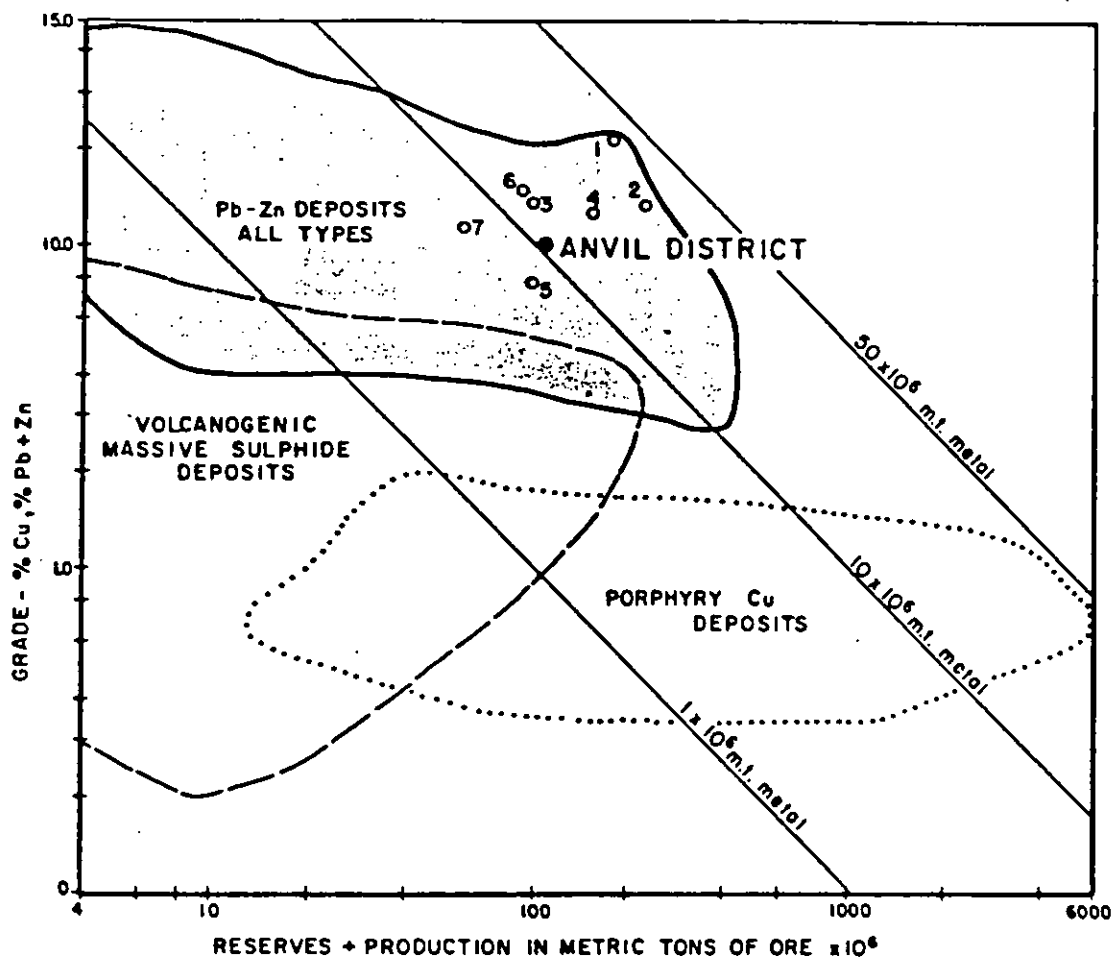 15.0
1
6
3
4
2
Pb-Zn DEPOSITS
ALL TYPES
7
10.0
ANVIL DISTRICT
5
50 x 10⁶ m.t. metal
VOLCANOGENIC
MASSIVE SULPHIDE
DEPOSITS
GRADE - % Cu, % Pb + Zn
1.0
PORPHYRY Cu
DEPOSITS
10 x 10⁶ m.t. metal
1 x 10⁶ m.t. metal
.0
4
10
100
1000
6000
RESERVES + PRODUCTION IN METRIC TONS OF ORE x10⁶